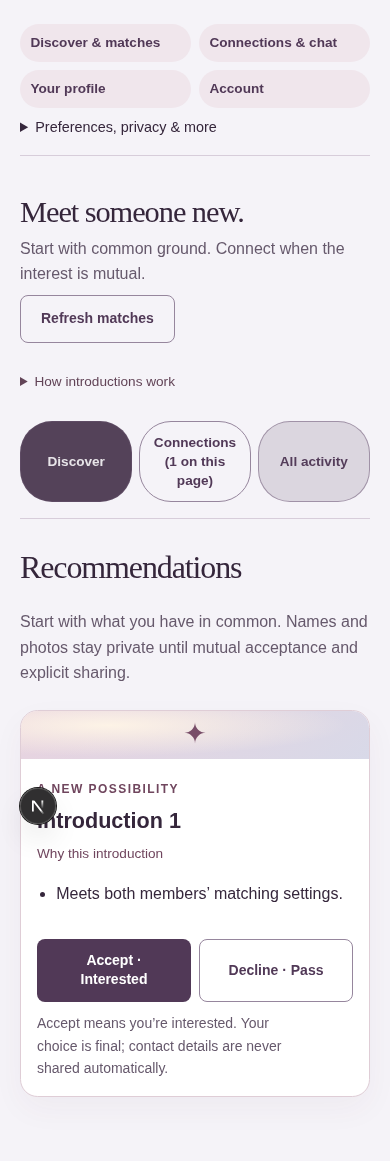 Discover & matches
Connections & chat
Your profile
Account
Preferences, privacy & more
Meet someone new.
Start with common ground. Connect when the
interest is mutual.
Refresh matches
How introductions work
Discover
Connections
(1 on this
page)
All activity
Recommendations
Start with what you have in common. Names and
photos stay private until mutual acceptance and
explicit sharing.
A NEW POSSIBILITY
N
Introduction 1
Why this introduction
• Meets both members’ matching settings.
Accept ·
Interested
Decline · Pass
Accept means you’re interested. Your
choice is final; contact details are never
shared automatically.